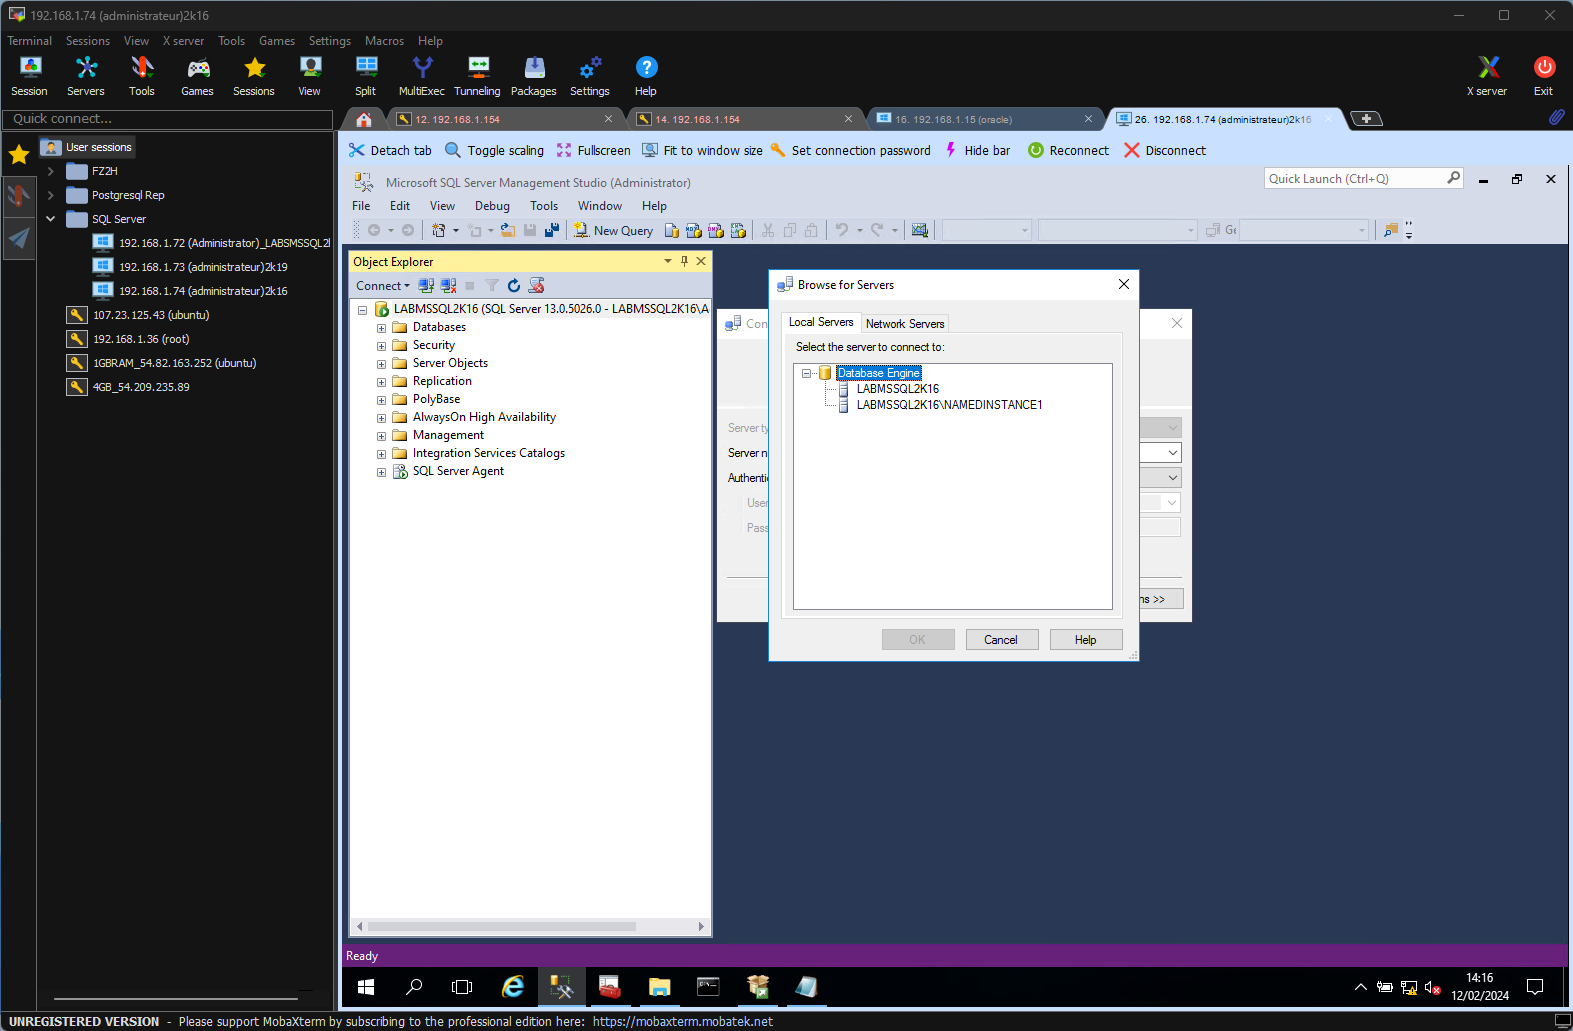 192.168.1.74 (administrateur)2k16
Terminal Sessions View X server Tools Games Settings Macros Help
Session Servers Tools Games Sessions View Split MultiExec Tunneling Packages Settings Help X server Exit
Quick connect...
12. 192.168.1.154
14. 192.168.1.154
16. 192.168.1.15 (oracle)
26. 192.168.1.74 (administrateur)2k16
User sessions
FZ2H
Postgresql Rep
SQL Server
192.168.1.72 (Administrator)_LABSMSSQL2
192.168.1.73 (administrateur)2k19
192.168.1.74 (administrateur)2k16
107.23.125.43 (ubuntu)
192.168.1.36 (root)
1GBRAM_54.82.163.252 (ubuntu)
4GB_54.209.235.89
Detach tab Toggle scaling Fullscreen Fit to window size Set connection password Hide bar Reconnect Disconnect
Microsoft SQL Server Management Studio (Administrator)
Quick Launch (Ctrl+Q)
File Edit View Debug Tools Window Help
New Query
Ge
Object Explorer
Connect
LABMSSQL2K16 (SQL Server 13.0.5026.0 - LABMSSQL2K16\A
Databases
Security
Server Objects
Replication
PolyBase
AlwaysOn High Availability
Management
Integration Services Catalogs
SQL Server Agent
Con
Server ty
Server n
Authenti
User
Pass
ns >>
Browse for Servers
Local Servers Network Servers
Select the server to connect to:
Database Engine
LABMSSQL2K16
LABMSSQL2K16\NAMEDINSTANCE1
OK Cancel Help
Ready
14:16
12/02/2024
UNREGISTERED VERSION - Please support MobaXterm by subscribing to the professional edition here: https://mobaxterm.mobatek.net